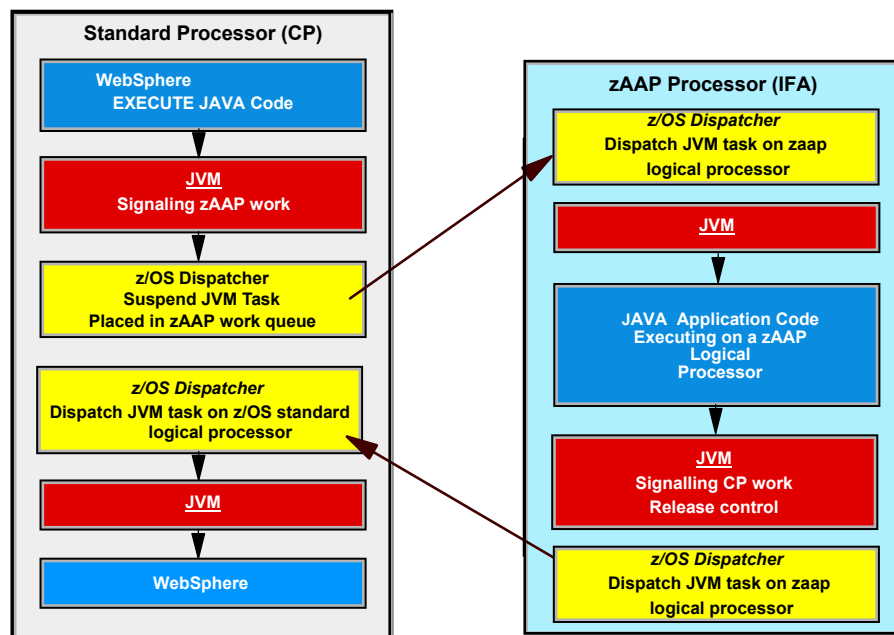 Standard Processor (CP)
WebSphere
EXECUTE JAVA Code
JVM
Signaling zAAP work
z/OS Dispatcher
Suspend JVM Task
Placed in zAAP work queue
z/OS Dispatcher
Dispatch JVM task on z/OS standard
logical processor
JVM
WebSphere
zAAP Processor (IFA)
z/OS Dispatcher
Dispatch JVM task on zaap
logical processor
JVM
JAVA Application Code
Executing on a zAAP
Logical
Processor
JVM
Signalling CP work
Release control
z/OS Dispatcher
Dispatch JVM task on zaap
logical processor